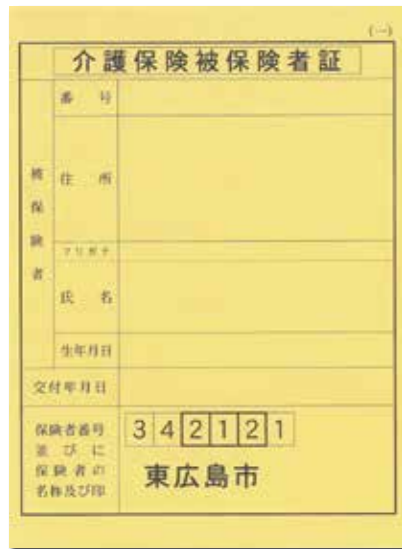 (一)
介護保険被保険者証
被保険者
番号
住所
フリガナ
氏名
生年月日
交付年月日
保険者番号
並びに
保険者の
名称及び印
342121
東広島市